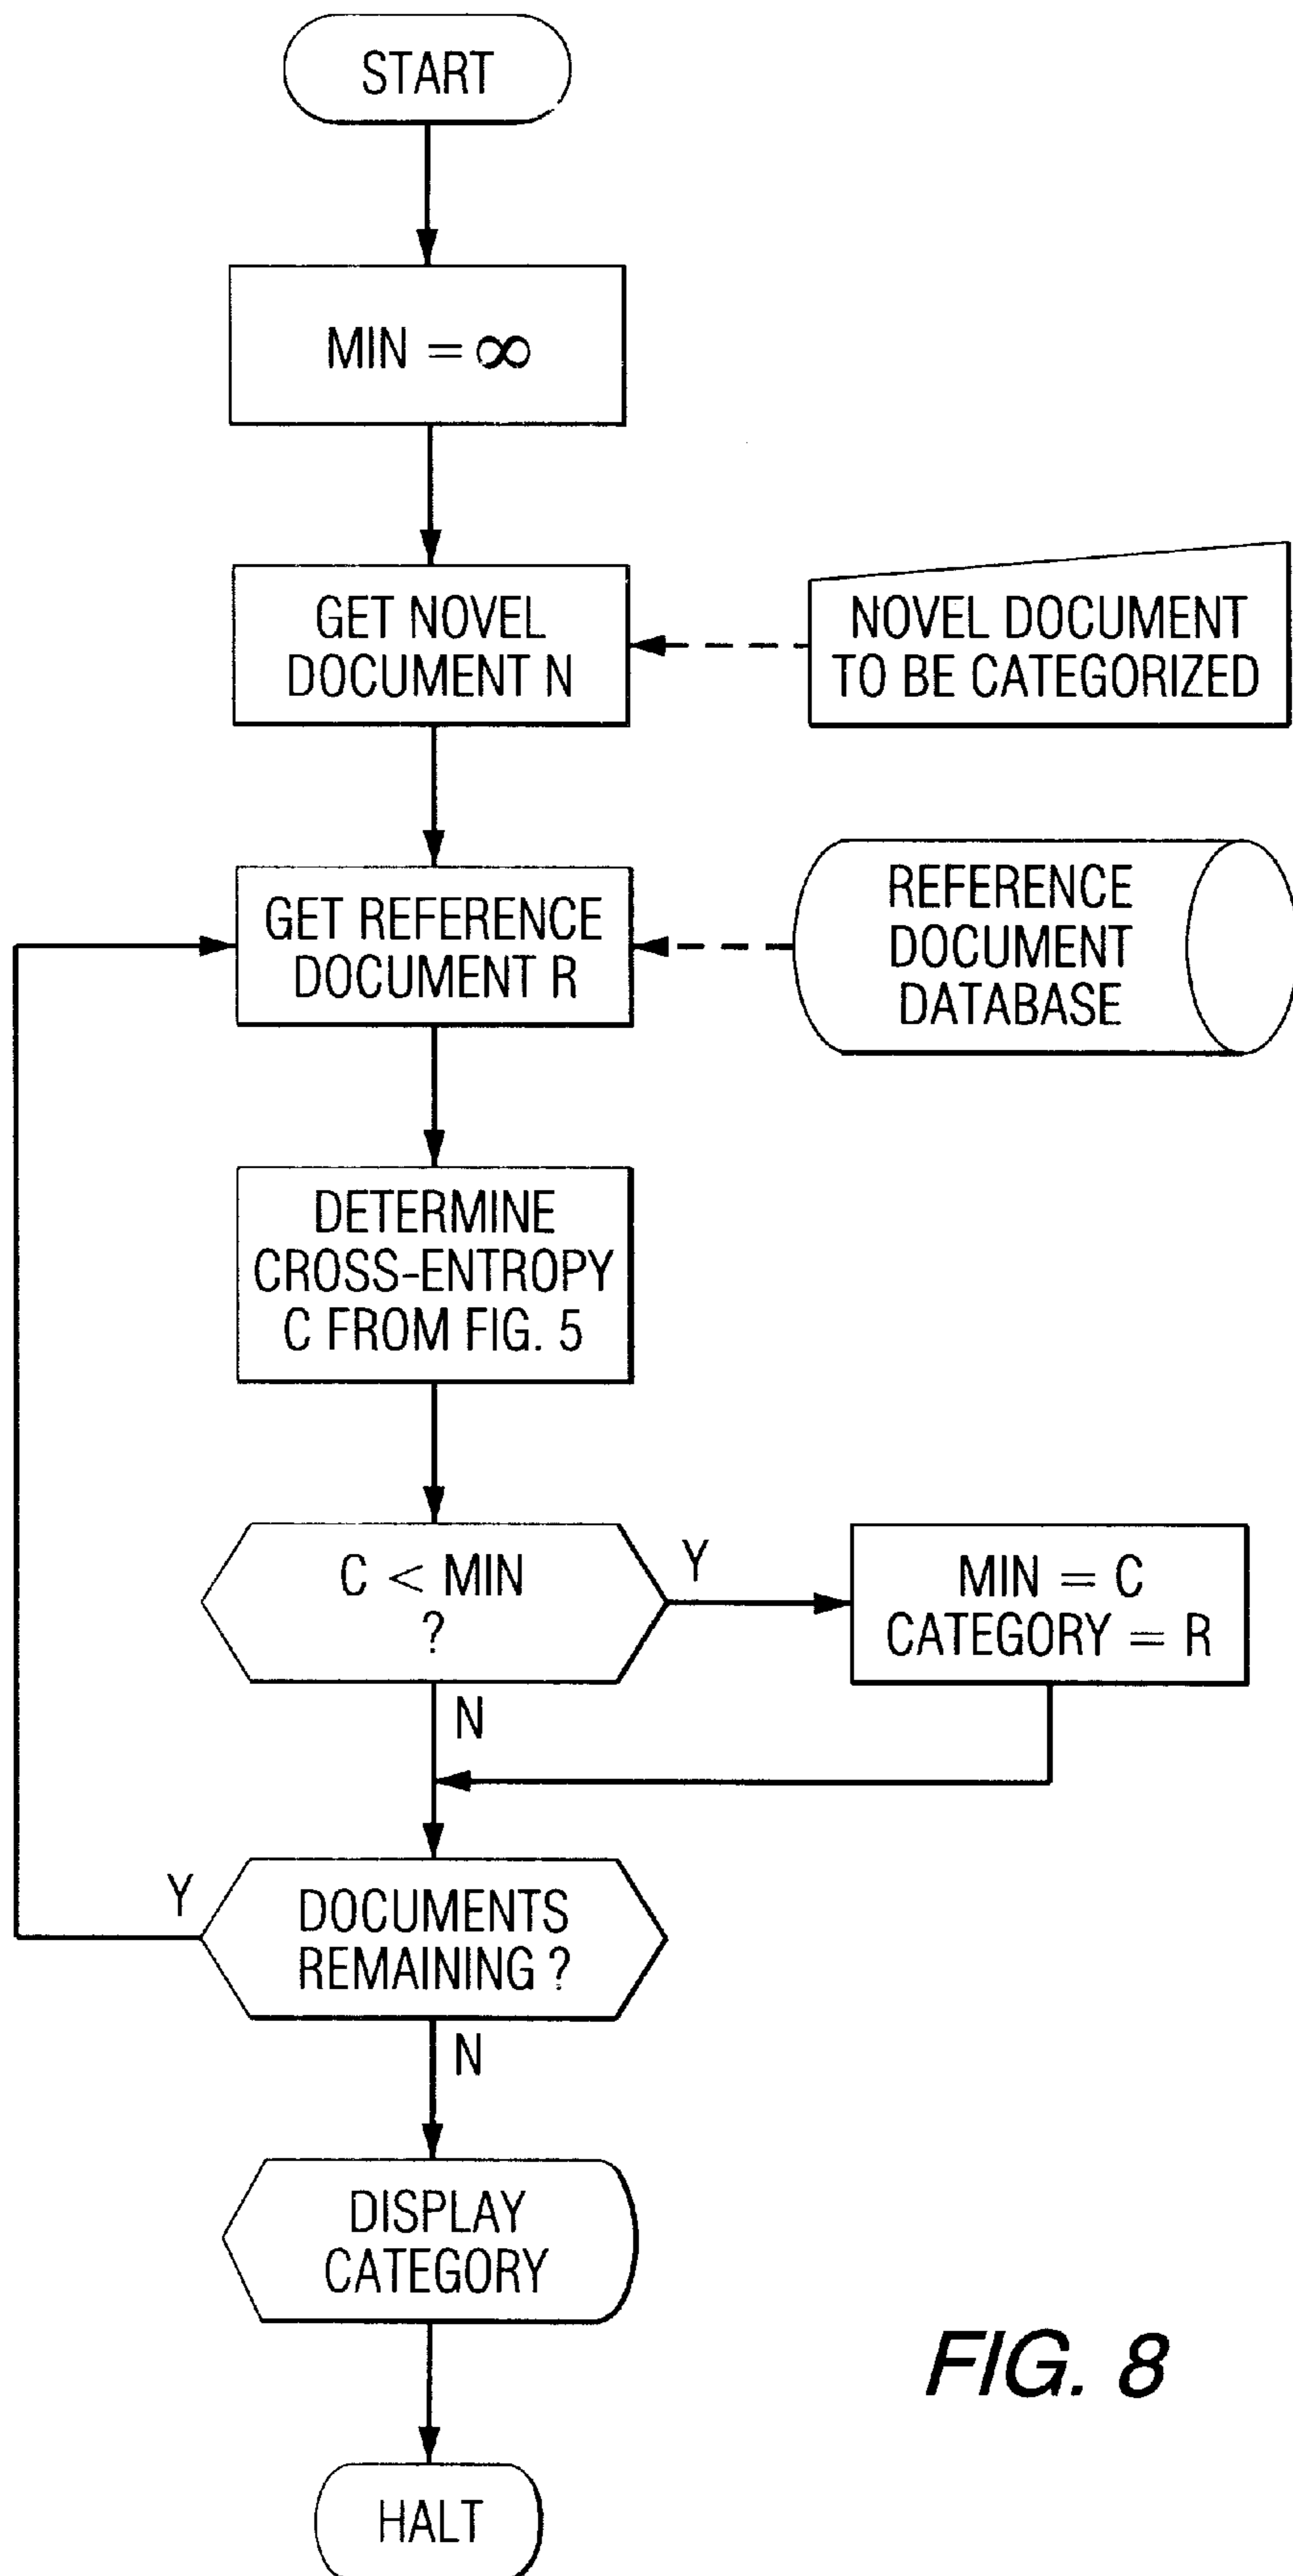 START
MIN = ∞
GET NOVEL
DOCUMENT N
NOVEL DOCUMENT
TO BE CATEGORIZED
GET REFERENCE
DOCUMENT R
REFERENCE
DOCUMENT
DATABASE
DETERMINE
CROSS-ENTROPY
C FROM FIG. 5
C < MIN
?
Y
MIN = C
CATEGORY = R
N
Y
DOCUMENTS
REMAINING ?
N
DISPLAY
CATEGORY
HALT
FIG. 8